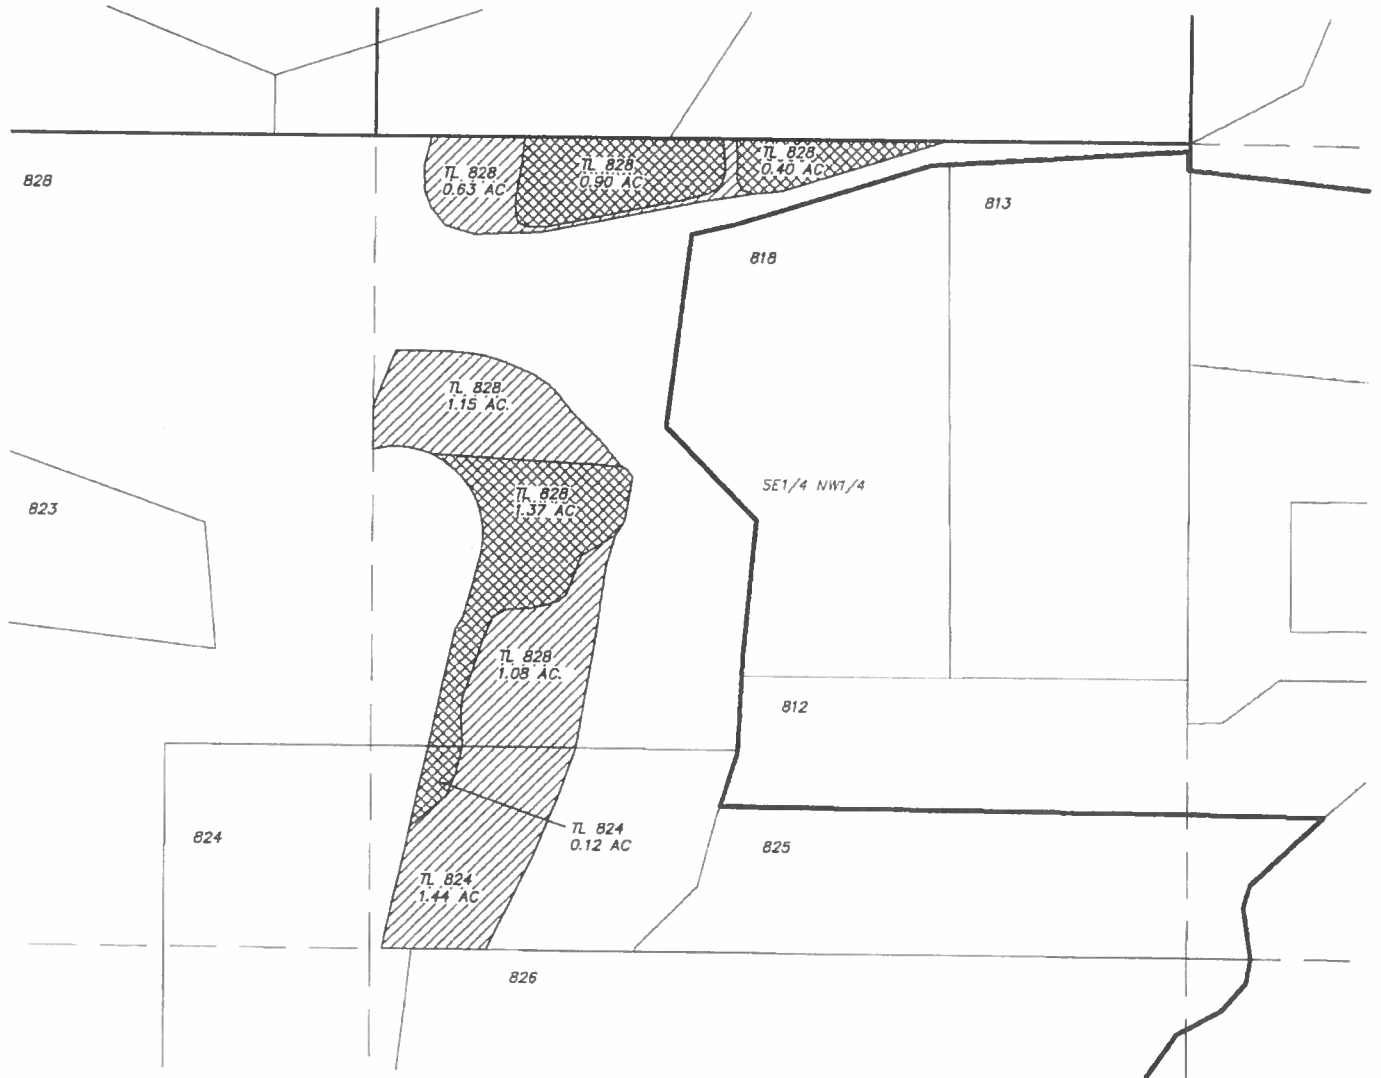 TL 828
0.63 AC
TL 828
0.90 AC
TL 828
0.40 AC
828
813
818
TL 828
1.15 AC.
SE1/4 NW1/4
TL 828
1.37 AC
823
TL 828
1.08 AC.
812
824
TL 824
0.12 AC
825
TL 824
1.44 AC
826